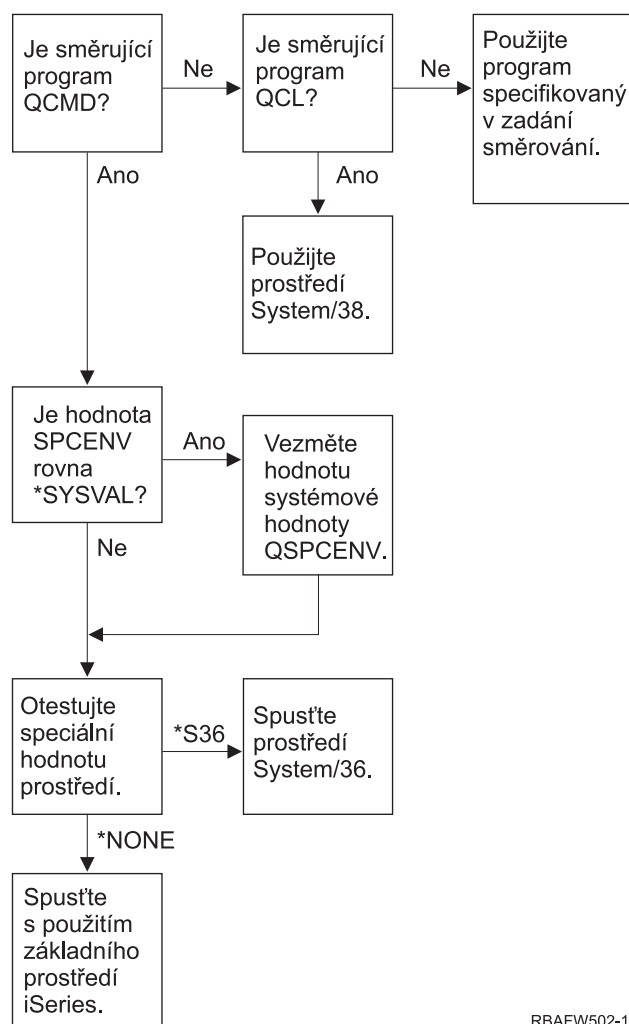 Je směrující
program
QCMD?
Ne
Je směrující
program
QCL?
Ne
Použijte
program
specifikovaný
v zadání
směrování.
Ano
Ano
Použijte
prostředí
System/38.
Je hodnota
SPCENV
rovna
*SYSVAL?
Ano
Vezměte
hodnotu
systémové
hodnoty
QSPCENV.
Ne
Otestujte
speciální
hodnotu
prostředí.
*S36
Spusťte
prostředí
System/36.
*NONE
Spusťte
s použitím
základního
prostředí
iSeries.
RBAFW502-1